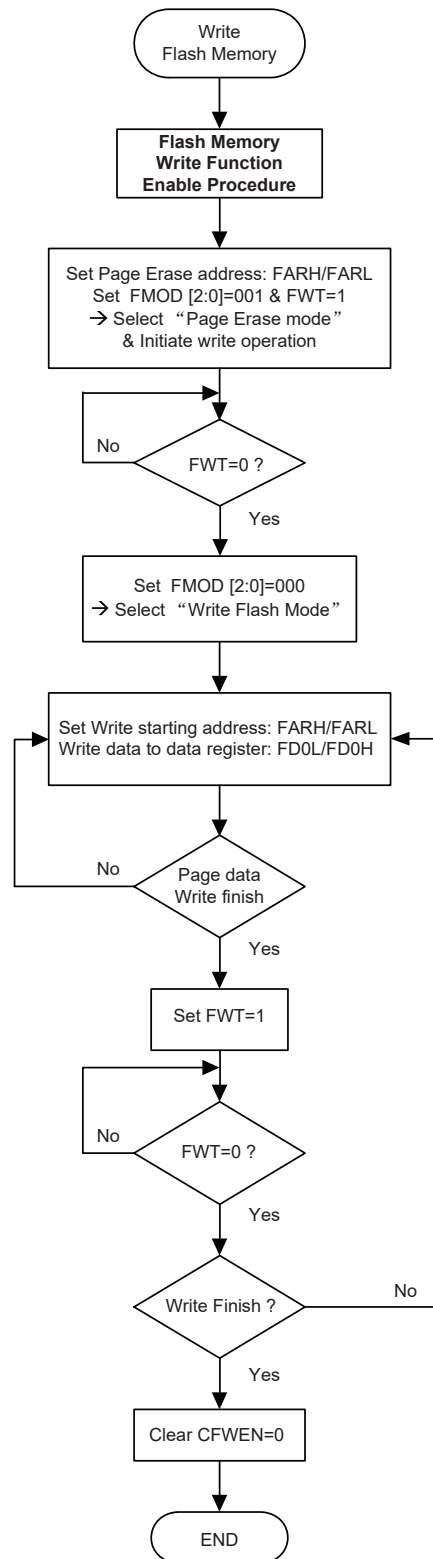 Write
Flash Memory
Flash Memory
Write Function
Enable Procedure
Set Page Erase address: FARH/FARL
Set FMOD [2:0]=001 & FWT=1
→ Select “Page Erase mode”
& Initiate write operation
No
FWT=0 ?
Yes
Set FMOD [2:0]=000
→ Select “Write Flash Mode”
Set Write starting address: FARH/FARL
Write data to data register: FD0L/FD0H
No
Page data
Write finish
Yes
Set FWT=1
No
FWT=0 ?
Yes
Write Finish ?
No
Yes
Clear CFWEN=0
END